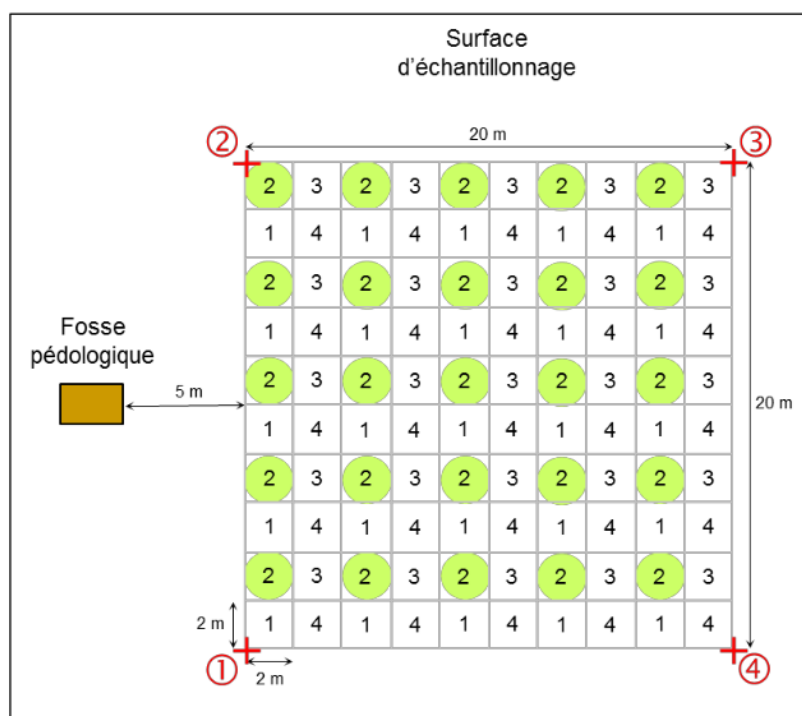 Surface
d'échantillonnage
② 20 m ③
2 3 2 3 2 3 2 3 2 3
1 4 1 4 1 4 1 4 1 4
2 3 2 3 2 3 2 3 2 3
1 4 1 4 1 4 1 4 1 4
Fosse
pédologique
5 m
2 3 2 3 2 3 2 3 2 3
20 m
1 4 1 4 1 4 1 4 1 4
2 3 2 3 2 3 2 3 2 3
1 4 1 4 1 4 1 4 1 4
2 3 2 3 2 3 2 3 2 3
2 m
1 4 1 4 1 4 1 4 1 4
① 2 m ④